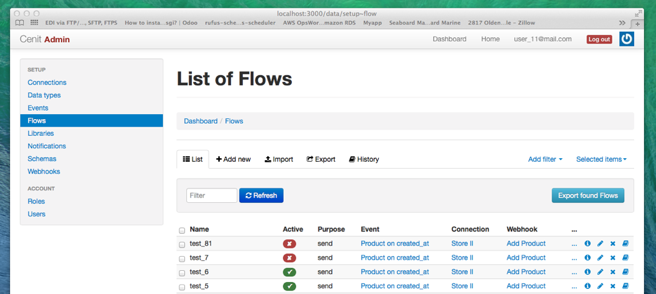 localhost:3000/data/setup~flow
EDI via FTP/..., SFTP, FTPS How to insta...sgi? | Odoo rufus-sche...s-scheduler AWS OpsWor...mazon RDS Myapp Seaboard Ma...ard Marine 2817 Olden...le - Zillow
Cenit Admin Dashboard Home user_11@mail.com Log out
SETUP
Connections
Data types
Events
Flows
Libraries
Notifications
Schemas
Webhooks
ACCOUNT
Roles
Users
List of Flows
Dashboard / Flows
List Add new Import Export History Add filter Selected items
Filter Refresh Export found Flows
Name Active Purpose Event Connection Webhook ...
test_81 send Product on created_at Store II Add Product ...
test_7 send Product on created_at Store II Add Product ...
test_6 send Product on created_at Store II Add Product ...
test_5 send Product on created_at Store II Add Product ...